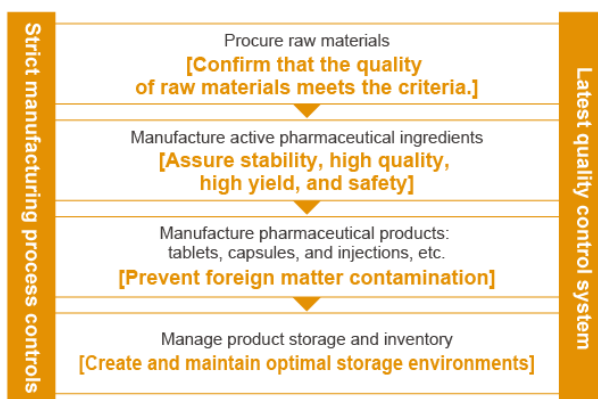 Strict manufacturing process controls
Procure raw materials
[Confirm that the quality
of raw materials meets the criteria.]
Manufacture active pharmaceutical ingredients
[Assure stability, high quality,
high yield, and safety]
Manufacture pharmaceutical products:
tablets, capsules, and injections, etc.
[Prevent foreign matter contamination]
Manage product storage and inventory
[Create and maintain optimal storage environments]
Latest quality control system